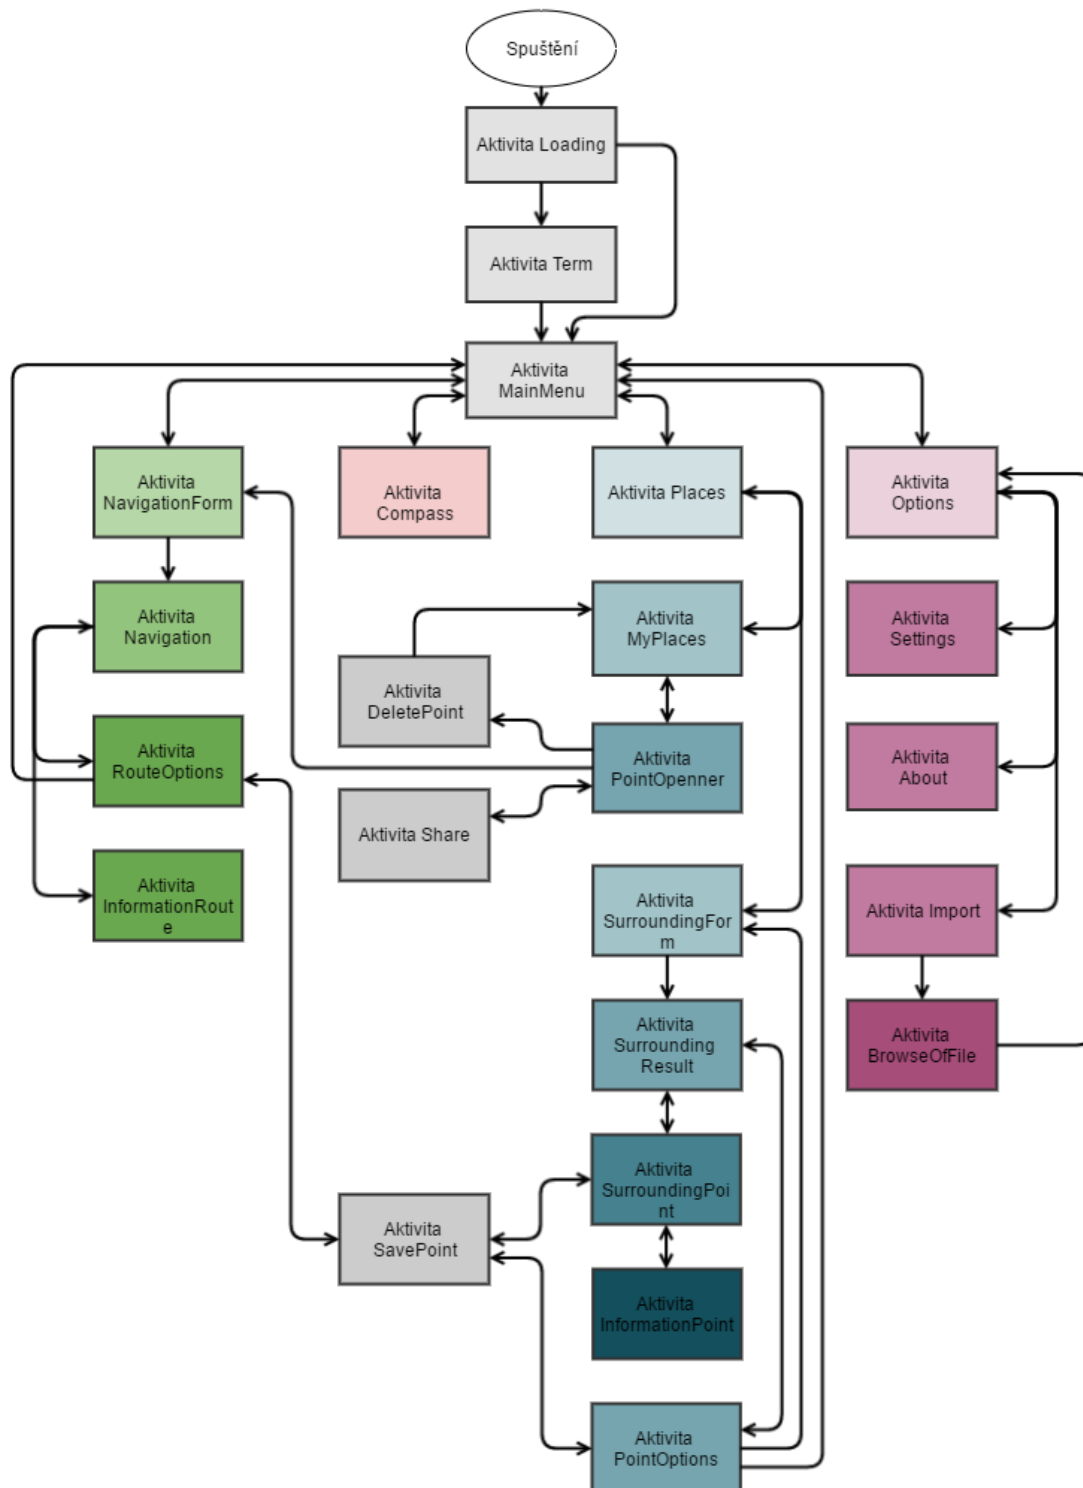 Spuštění
Aktivita Loading
Aktivita Term
Aktivita
MainMenu
Aktivita
NavigationForm
Aktivita
Compass
Aktivita Places
Aktivita
Options
Aktivita
Navigation
Aktivita
MyPlaces
Aktivita
Settings
Aktivita
DeletePoint
Aktivita
RouteOptions
Aktivita
PointOpenner
Aktivita
About
Aktivita Share
Aktivita
InformationRout
e
Aktivita
SurroundingFor
m
Aktivita Import
Aktivita
Surrounding
Result
Aktivita
BrowseOfFile
Aktivita
SurroundingPoi
nt
Aktivita
SavePoint
Aktivita
InformationPoint
Aktivita
PointOptions